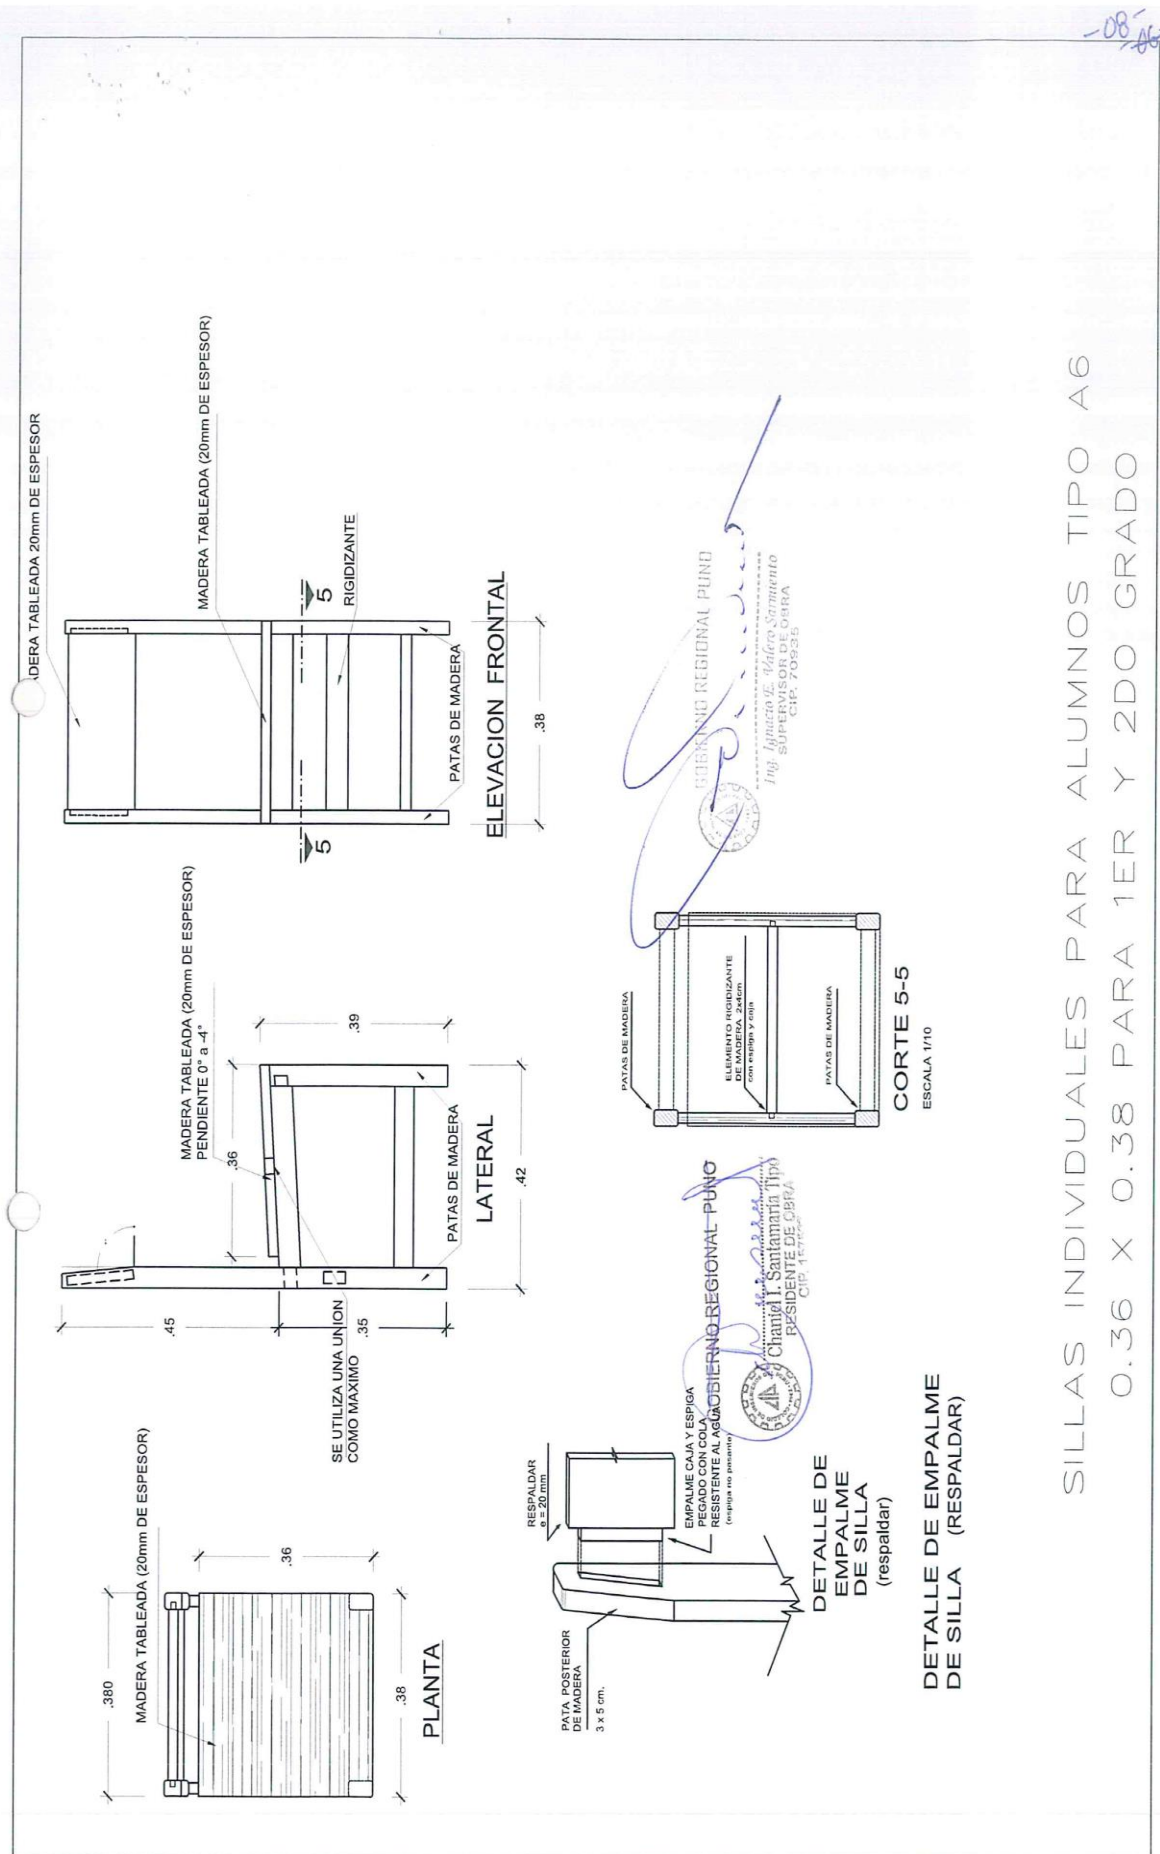 -08-
06
.380
MADERA TABLEADA (20mm DE ESPESOR)
.36
.38
PLANTA
.45
.35
SE UTILIZA UNA UNION
COMO MAXIMO
MADERA TABLEADA (20mm DE ESPESOR)
PENDIENTE 0° a -4°
.36
.39
PATAS DE MADERA
LATERAL
.42
DERA TABLEADA 20mm DE ESPESOR
MADERA TABLEADA (20mm DE ESPESOR)
5
5
RIGIDIZANTE
PATAS DE MADERA
ELEVACION FRONTAL
.38
PATA POSTERIOR
DE MADERA
3 x 5 cm.
RESPALDAR
e = 20 mm
EMPALME CAJA Y ESPIGA
PEGADO CON COLA
RESISTENTE AL AGUA
(espiga no pasante)
DETALLE DE
EMPALME
DE SILLA
(respaldar)
DETALLE DE EMPALME
DE SILLA (RESPALDAR)
GOBIERNO REGIONAL PUNO
Chaniel I. Santamaría Tipo
RESIDENTE DE OBRA
CIP.
PATAS DE MADERA
ELEMENTO RIGIDIZANTE
DE MADERA 2x4cm
con espiga y caja
PATAS DE MADERA
CORTE 5-5
ESCALA 1/10
GOBIERNO REGIONAL PUNO
Ing. Ignacio E. Valero Sarmiento
SUPERVISOR DE OBRA
CIP. 70935
SILLAS INDIVIDUALES PARA ALUMNOS TIPO A6
0.36 X 0.38 PARA 1ER Y 2DO GRADO